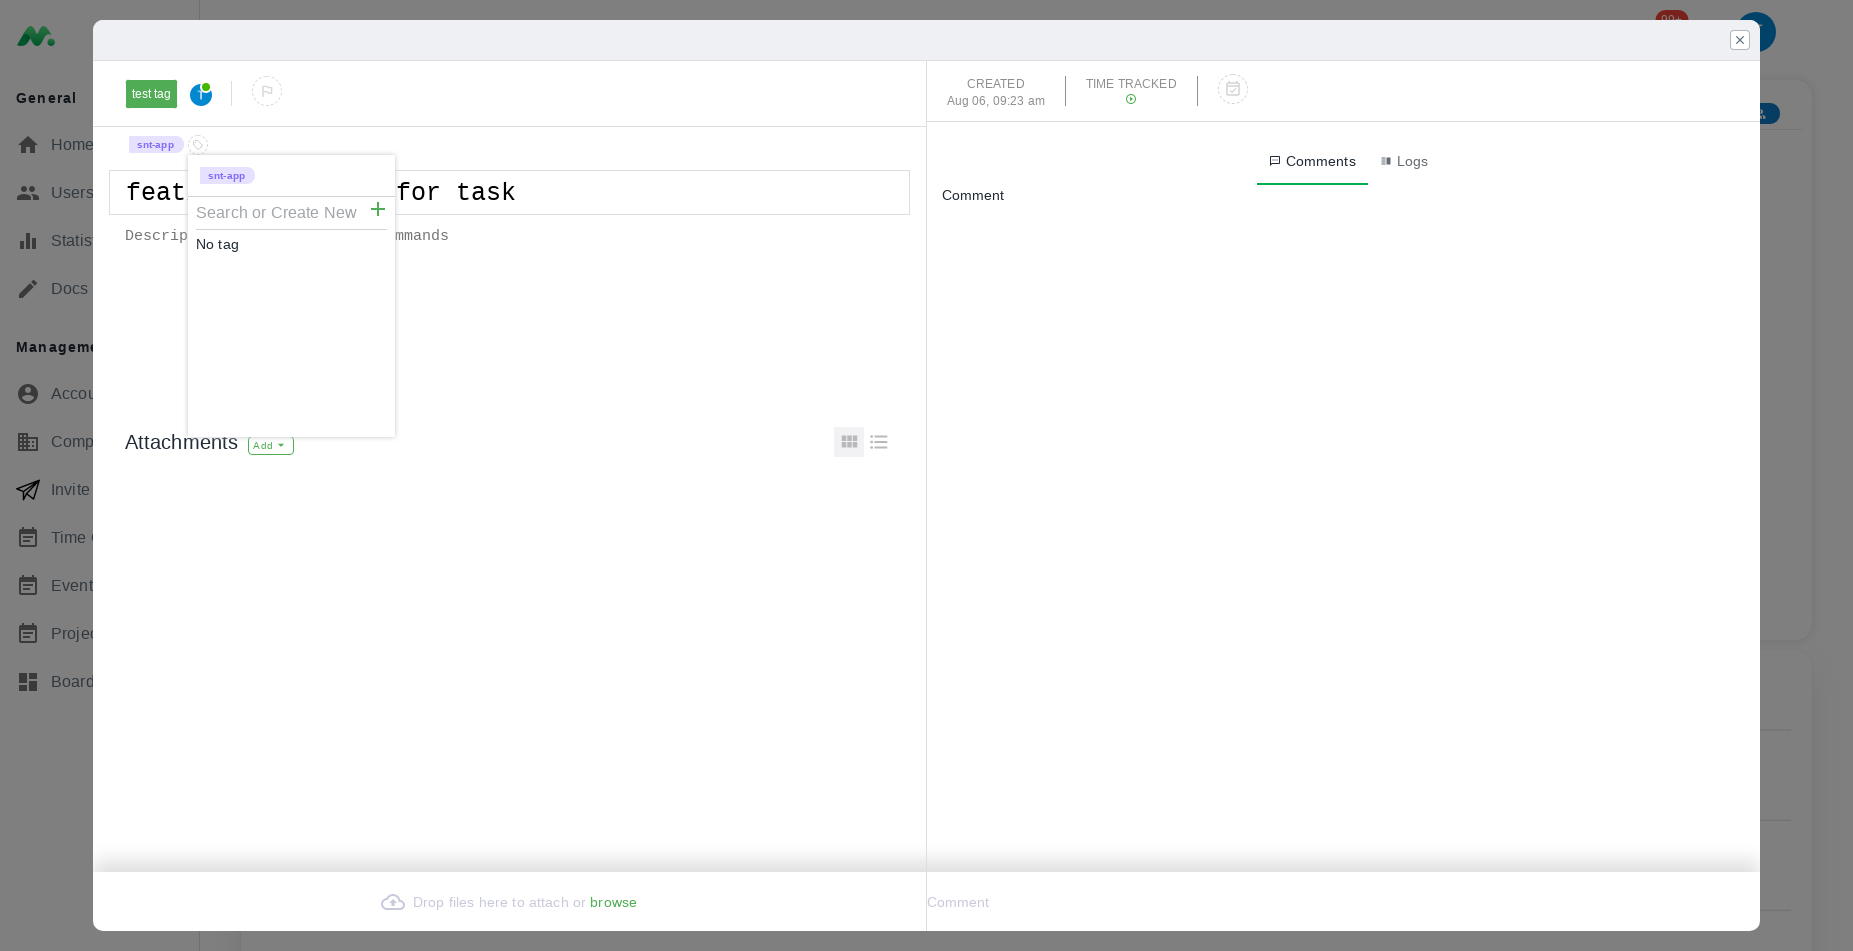 General
Home
Users
Statis
Docs
Manageme
Accou
Comp
Invite
Time
Event
Projec
Board
99+
test tag
snt-app
snt-app
Search or Create New
No tag
feat for task
Descrip mmands
Attachments
Add
Drop files here to attach or browse
CREATED
Aug 06, 09:23 am
TIME TRACKED
Comments
Logs
Comment
Comment